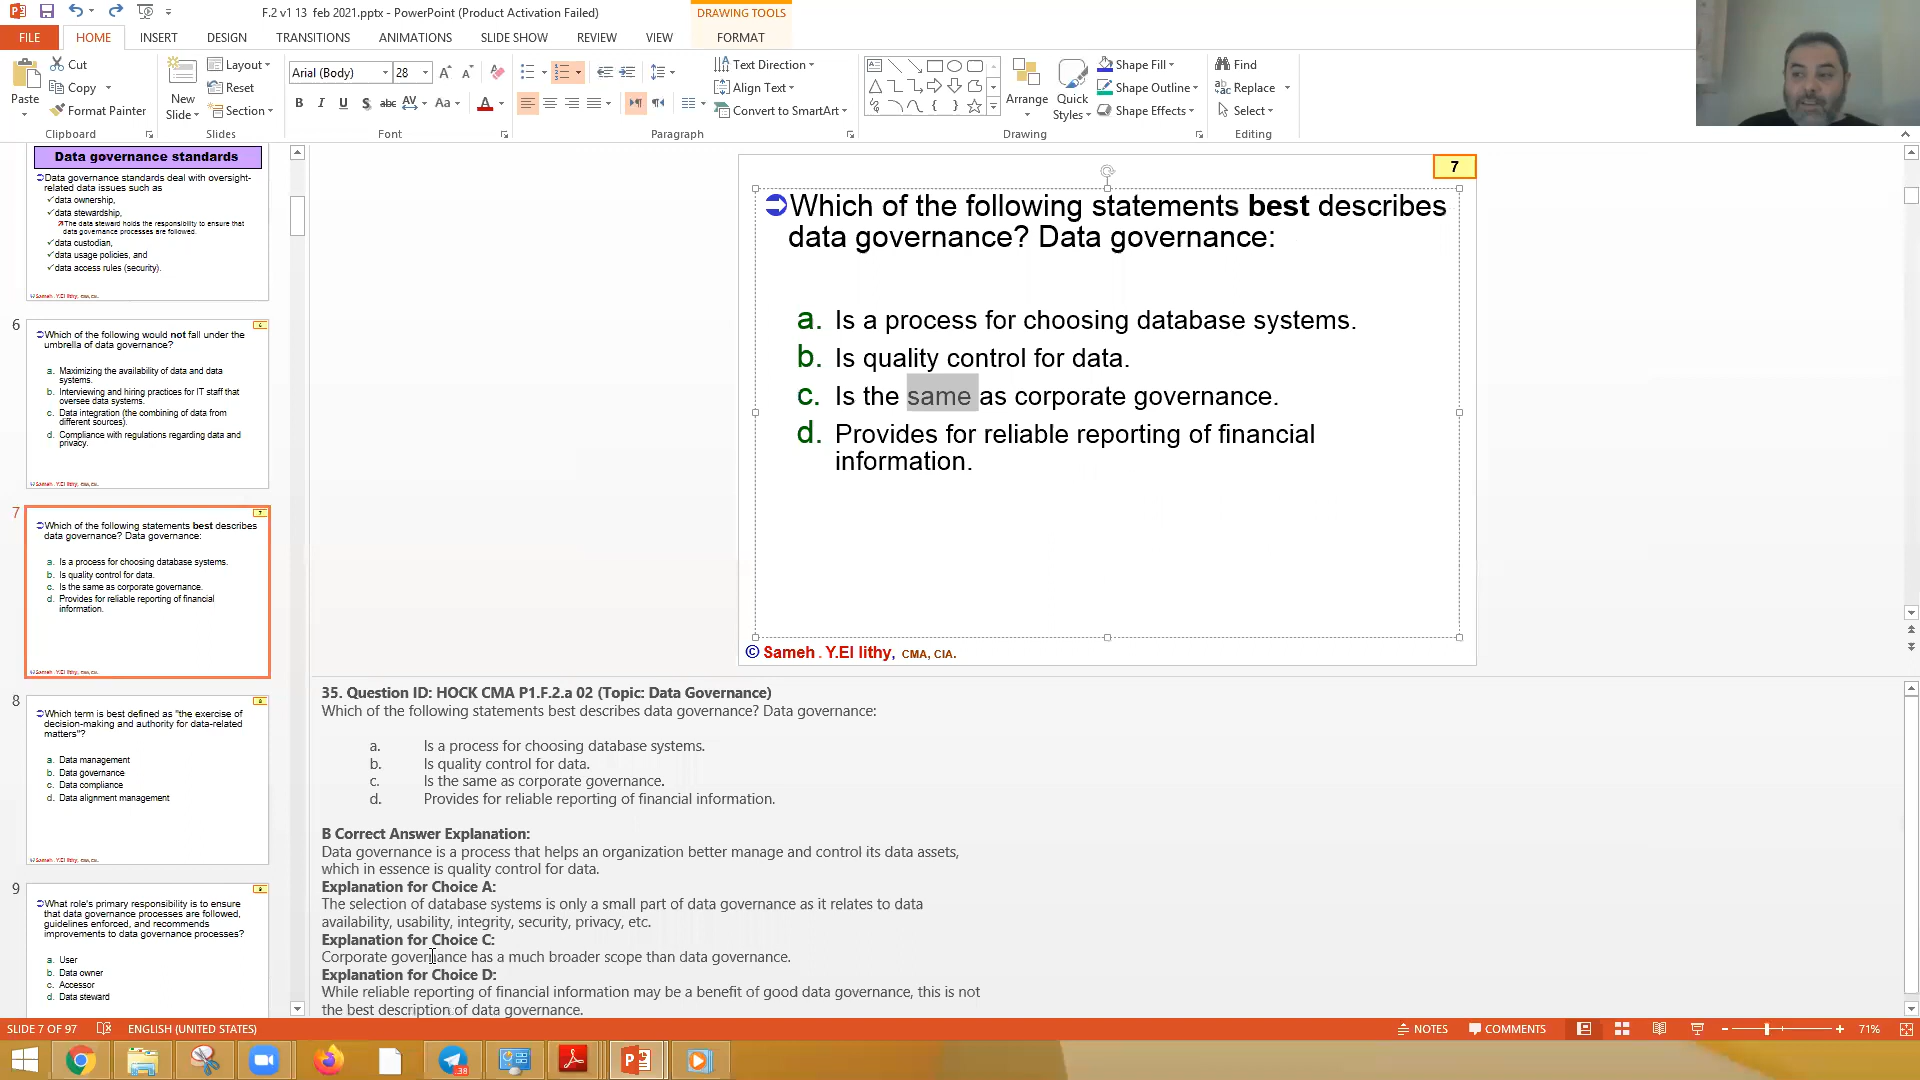 F.2 v1 13 feb 2021.pptx - PowerPoint (Product Activation Failed)
DRAWING TOOLS
FILE HOME INSERT DESIGN TRANSITIONS ANIMATIONS SLIDE SHOW REVIEW VIEW FORMAT
Paste
Cut
Copy
Format Painter
Clipboard
New Slide
Layout
Reset
Section
Slides
Arial (Body) 28
Font
Text Direction
Align Text
Convert to SmartArt
Paragraph
Arrange
Quick Styles
Shape Fill
Shape Outline
Shape Effects
Drawing
Find
Replace
Select
Editing
Data governance standards
Data governance standards deal with oversight-
related data issues such as
data ownership,
data stewardship,
The data steward holds the responsibility to ensure that
data governance processes are followed.
data custodian,
data usage policies, and
data access rules (security).
6
Which of the following would not fall under the
umbrella of data governance?
a. Maximizing the availability of data and data
systems.
b. Interviewing and hiring practices for IT staff that
oversee data systems.
c. Data integration (the combining of data from
different sources).
d. Compliance with regulations regarding data and
privacy.
7
Which of the following statements best describes
data governance? Data governance:
a. Is a process for choosing database systems.
b. Is quality control for data.
c. Is the same as corporate governance.
d. Provides for reliable reporting of financial
information.
8
Which term is best defined as "the exercise of
decision-making and authority for data-related
matters"?
a. Data management
b. Data governance
c. Data compliance
d. Data alignment management
9
What role's primary responsibility is to ensure
that data governance processes are followed,
guidelines enforced, and recommends
improvements to data governance processes?
a. User
b. Data owner
c. Accessor
d. Data steward
7
Which of the following statements best describes
data governance? Data governance:
a. Is a process for choosing database systems.
b. Is quality control for data.
c. Is the same as corporate governance.
d. Provides for reliable reporting of financial
information.
© Sameh . Y.El lithy, CMA, CIA.
35. Question ID: HOCK CMA P1.F.2.a 02 (Topic: Data Governance)
Which of the following statements best describes data governance? Data governance:
a. Is a process for choosing database systems.
b. Is quality control for data.
c. Is the same as corporate governance.
d. Provides for reliable reporting of financial information.
B Correct Answer Explanation:
Data governance is a process that helps an organization better manage and control its data assets,
which in essence is quality control for data.
Explanation for Choice A:
The selection of database systems is only a small part of data governance as it relates to data
availability, usability, integrity, security, privacy, etc.
Explanation for Choice C:
Corporate governance has a much broader scope than data governance.
Explanation for Choice D:
While reliable reporting of financial information may be a benefit of good data governance, this is not
the best description of data governance.
SLIDE 7 OF 97 ENGLISH (UNITED STATES) NOTES COMMENTS 71%
38